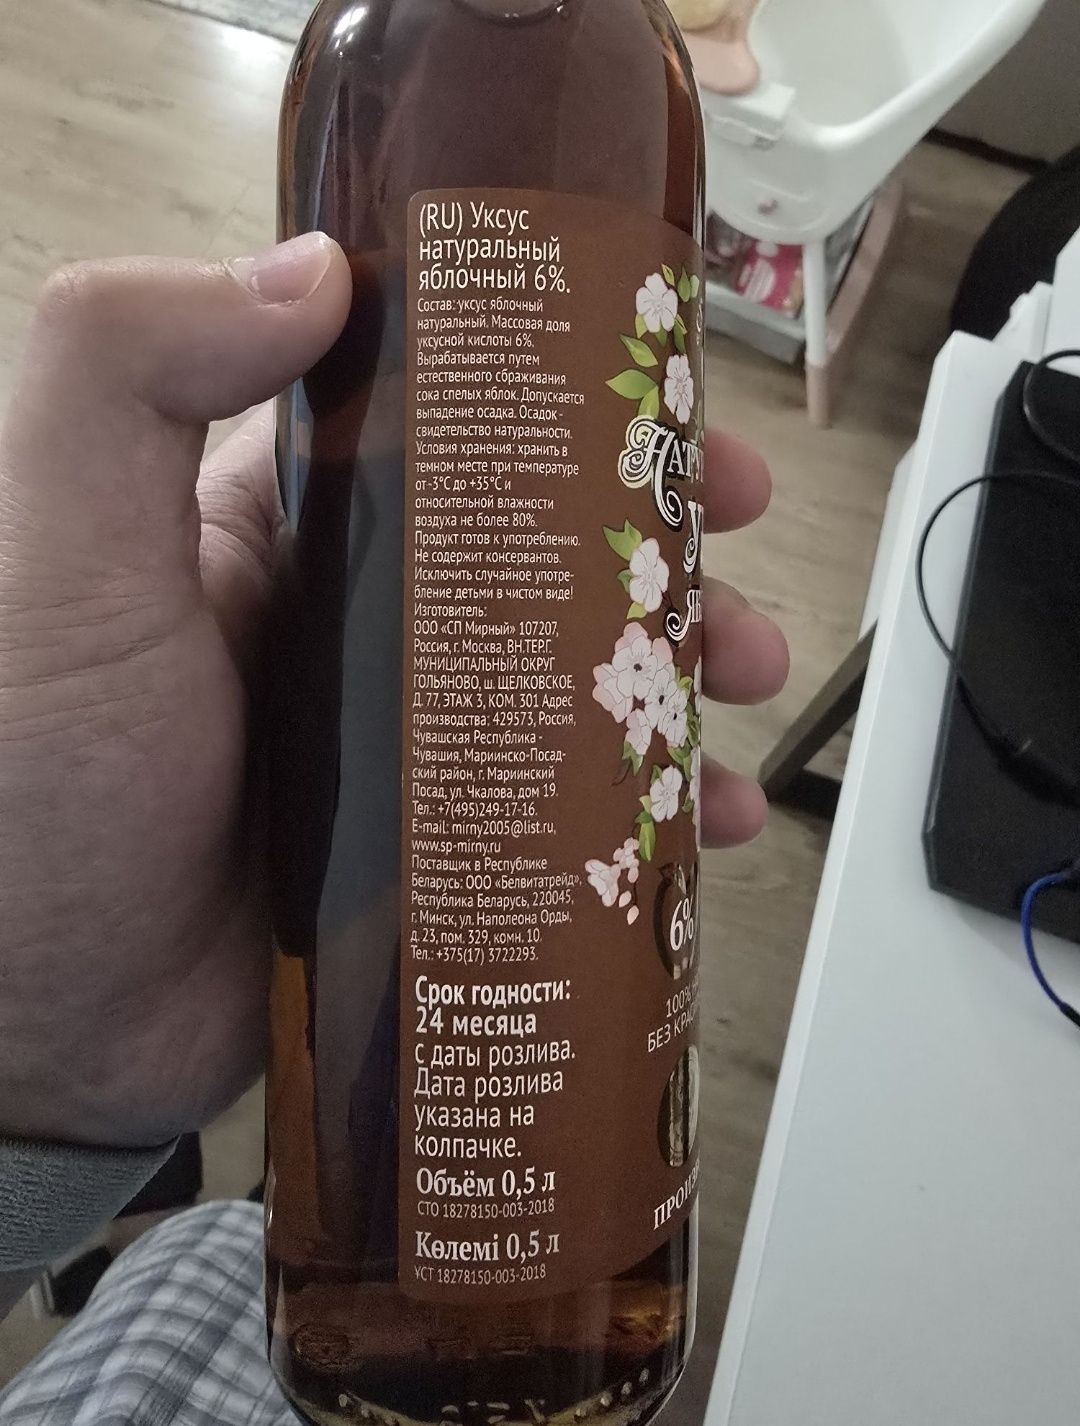 (RU) Уксус
натуральный
яблочный 6%.
Состав: уксус яблочный
натуральный. Массовая доля
уксусной кислоты 6%.
Вырабатывается путем
естественного сбраживания
сока спелых яблок. Допускается
выпадение осадка. Осадок -
свидетельство натуральности.
Условия хранения: хранить в
темном месте при температуре
от -3°С до +35°С и
относительной влажности
воздуха не более 80%.
Продукт готов к употреблению.
Не содержит консервантов.
Исключить случайное употре-
бление детьми в чистом виде!
Изготовитель:
ООО «СП Мирный» 107207,
Россия, г. Москва, ВН.ТЕР.Г.
МУНИЦИПАЛЬНЫЙ ОКРУГ
ГОЛЬЯНОВО, ш. ЩЕЛКОВСКОЕ,
Д. 77, ЭТАЖ 3, КОМ. 301 Адрес
производства: 429573, Россия,
Чувашская Республика -
Чувашия, Мариинско-Посад-
ский район, г. Мариинский
Посад, ул. Чкалова, дом 19.
Тел.: +7(495)249-17-16.
E-mail: mirny2005@list.ru,
www.sp-mirny.ru
Поставщик в Республике
Беларусь: ООО «Белвитатрейд»,
Республика Беларусь, 220045,
г. Минск, ул. Наполеона Орды,
д. 23, пом. 329, комн. 10.
Тел.: +375(17) 3722293.
Срок годности:
24 месяца
с даты розлива.
Дата розлива
указана на
колпачке.
Объём 0,5 л
СТО 18278150-003-2018
Көлемі 0,5 л
ҰСТ 18278150-003-2018
6%
100%
БЕЗ